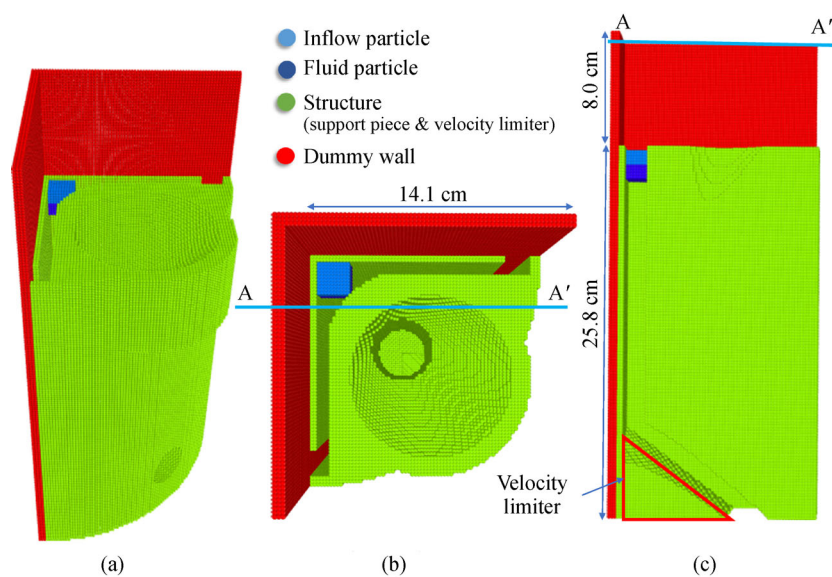 Inflow particle
Fluid particle
Structure
(support piece & velocity limiter)
Dummy wall
14.1 cm
A
A′
A
A′
8.0 cm
25.8 cm
Velocity
limiter
(a)
(b)
(c)